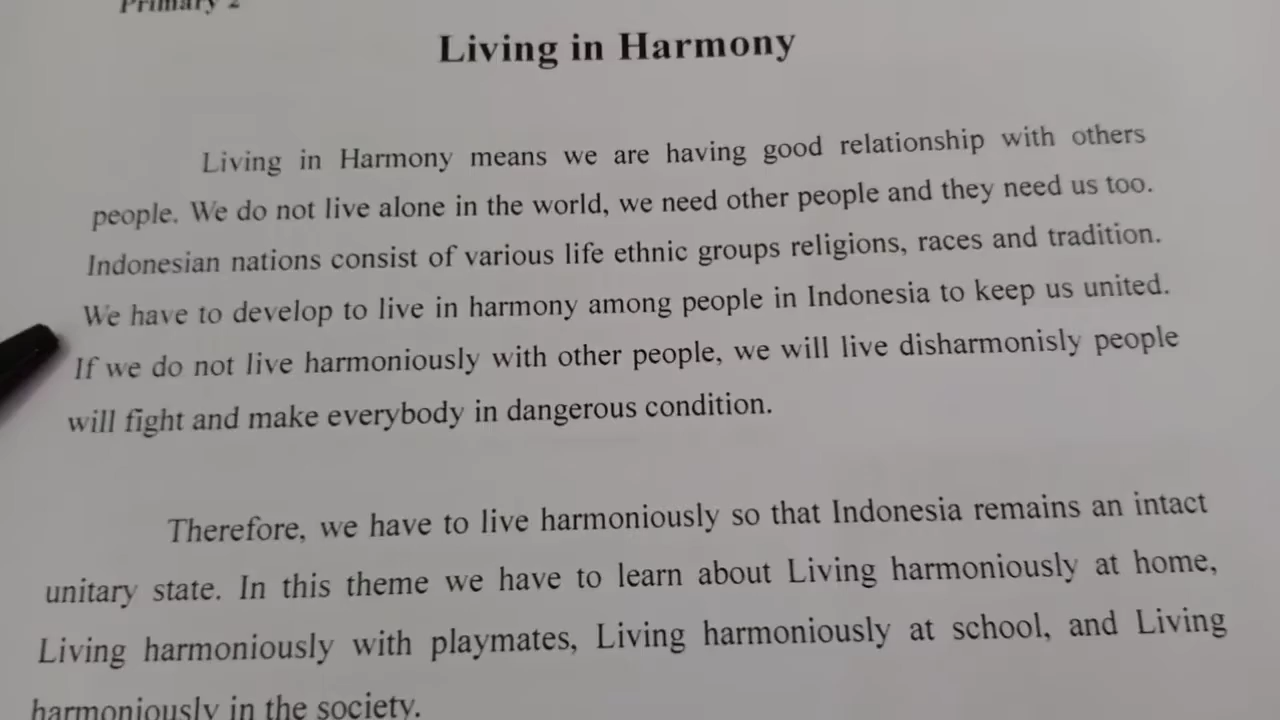 Primary 2
Living in Harmony
Living in Harmony means we are having good relationship with others
people. We do not live alone in the world, we need other people and they need us too.
Indonesian nations consist of various life ethnic groups religions, races and tradition.
We have to develop to live in harmony among people in Indonesia to keep us united.
If we do not live harmoniously with other people, we will live disharmonisly people
will fight and make everybody in dangerous condition.
Therefore, we have to live harmoniously so that Indonesia remains an intact
unitary state. In this theme we have to learn about Living harmoniously at home,
Living harmoniously with playmates, Living harmoniously at school, and Living
harmoniously in the society.